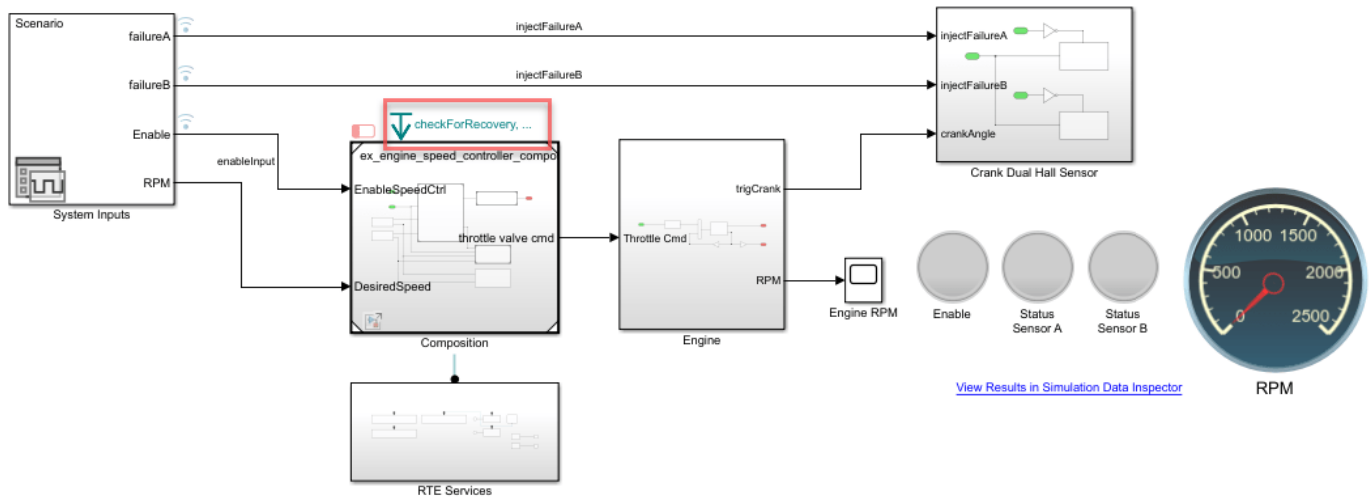 Scenario
failureA
failureB
Enable
RPM
System Inputs
injectFailureA
injectFailureB
enableInput
checkForRecovery, ...
ex_engine_speed_controller_compo
EnableSpeedCtrl
throttle valve cmd
DesiredSpeed
Composition
RTE Services
Throttle Cmd
trigCrank
RPM
Engine
Engine RPM
injectFailureA
injectFailureB
crankAngle
Crank Dual Hall Sensor
Enable
Status
Sensor A
Status
Sensor B
View Results in Simulation Data Inspector
0
500
1000
1500
2000
2500
RPM